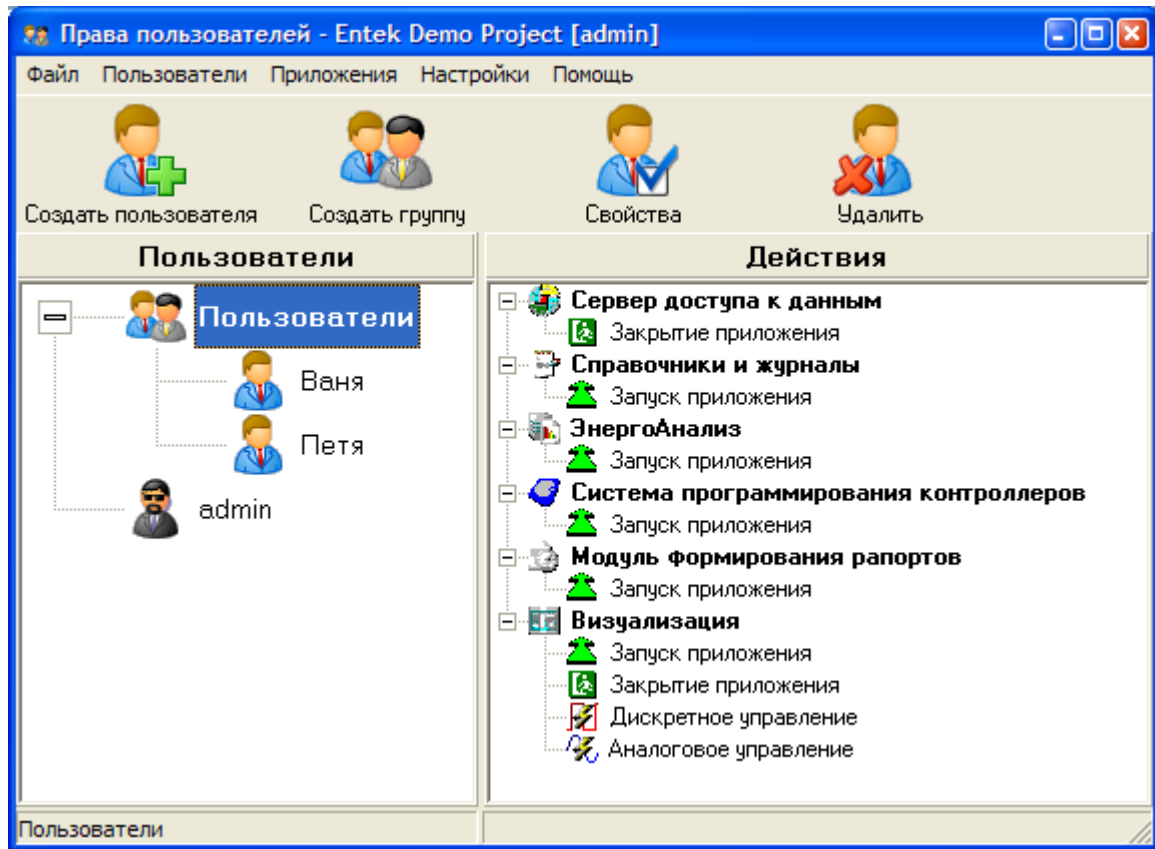 Права пользователей - Entek Demo Project [admin]
Файл Пользователи Приложения Настройки Помощь
Создать пользователя Создать группу Свойства Удалить
Пользователи Действия
Пользователи
Ваня
Петя
admin
Сервер доступа к данным
Закрытие приложения
Справочники и журналы
Запуск приложения
ЭнергоАнализ
Запуск приложения
Система программирования контроллеров
Запуск приложения
Модуль формирования рапортов
Запуск приложения
Визуализация
Запуск приложения
Закрытие приложения
Дискретное управление
Аналоговое управление
Пользователи